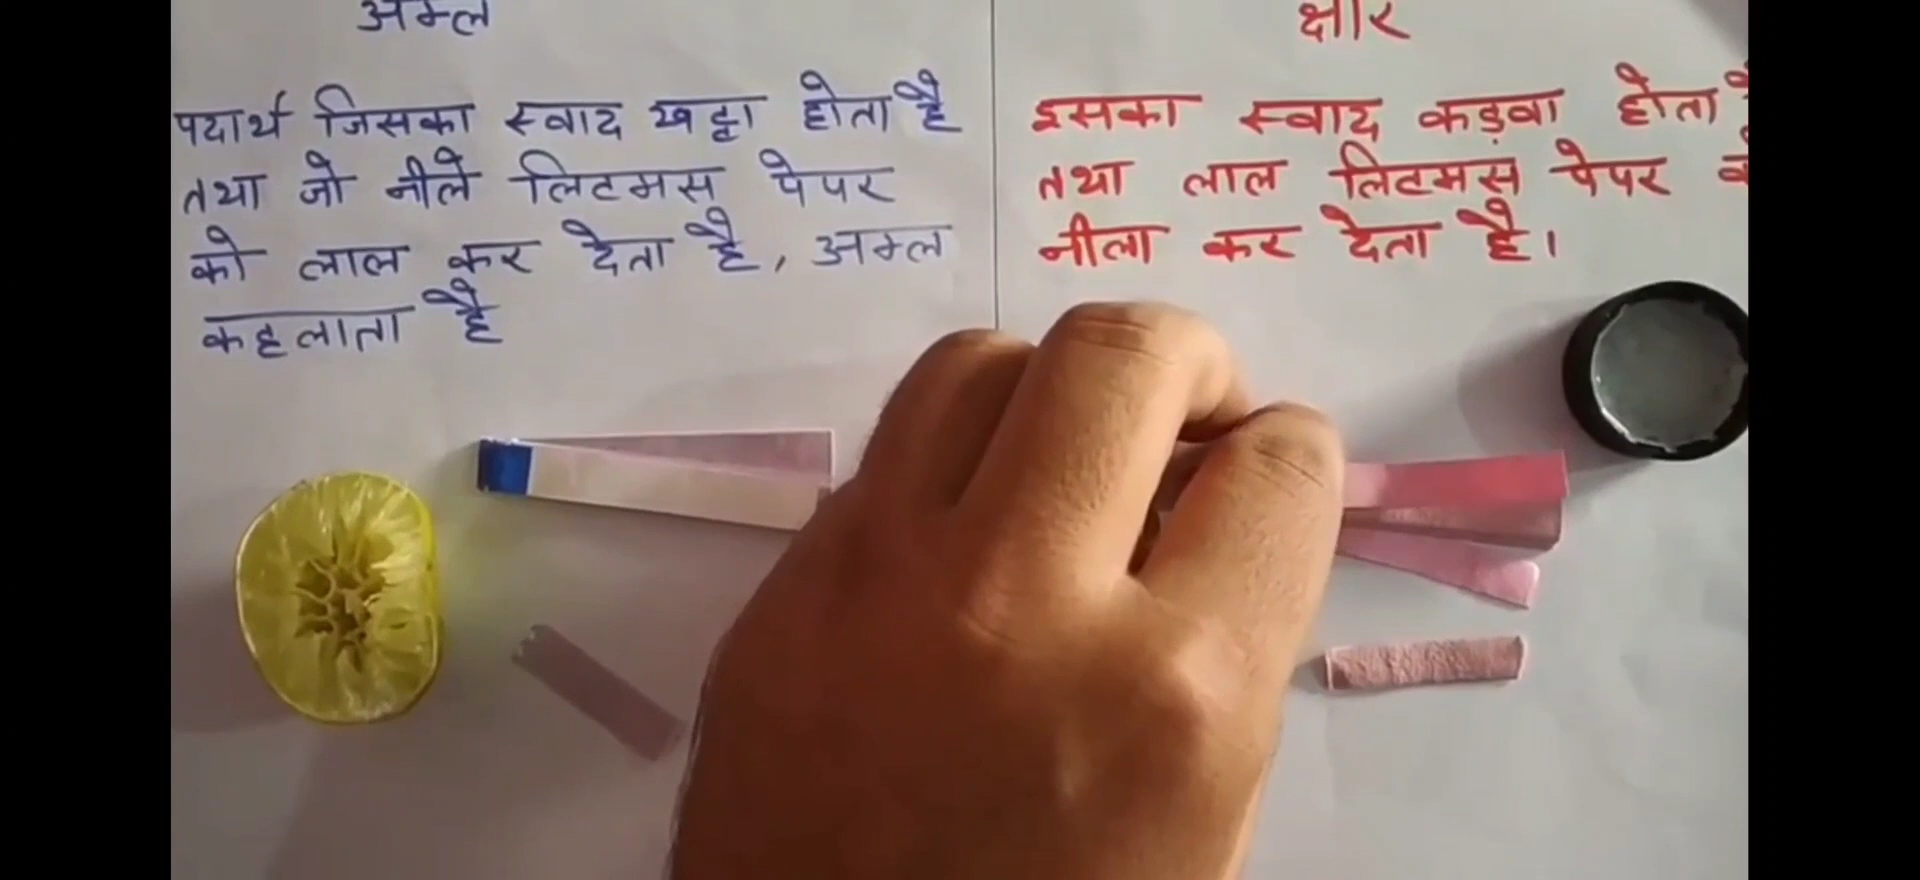 अम्ल
पदार्थ जिसका स्वाद खट्टा होता है
तथा जो नीले लिटमस पेपर
को लाल कर देता है, अम्ल
कहलाता है
क्षार
इसका स्वाद कड़वा होता
तथा लाल लिटमस पेपर
नीला कर देता है।